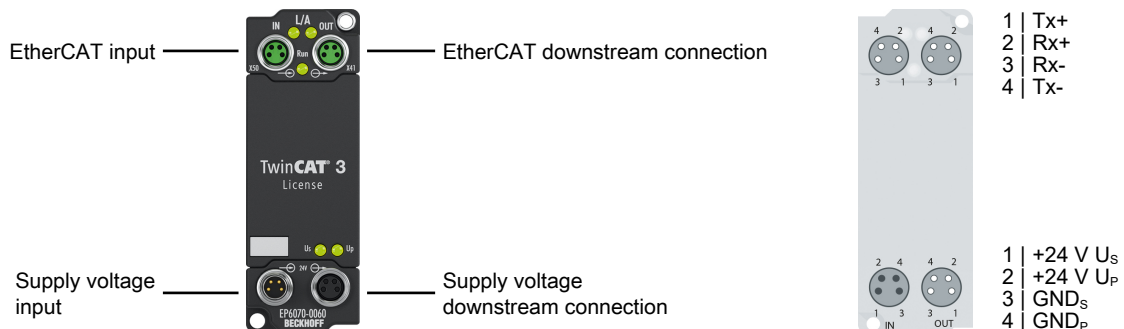 IN L/A OUT
Run
X50 X41
EtherCAT input
EtherCAT downstream connection
TwinCAT® 3
License
Us Up
24V
Supply voltage
input
Supply voltage
downstream connection
EP6070-0060
BECKHOFF
4 2 4 2
3 1 3 1
1 | Tx+
2 | Rx+
3 | Rx-
4 | Tx-
2 4 4 2
1 3 3 1
IN OUT
1 | +24 V Us
2 | +24 V UP
3 | GNDs
4 | GNDP